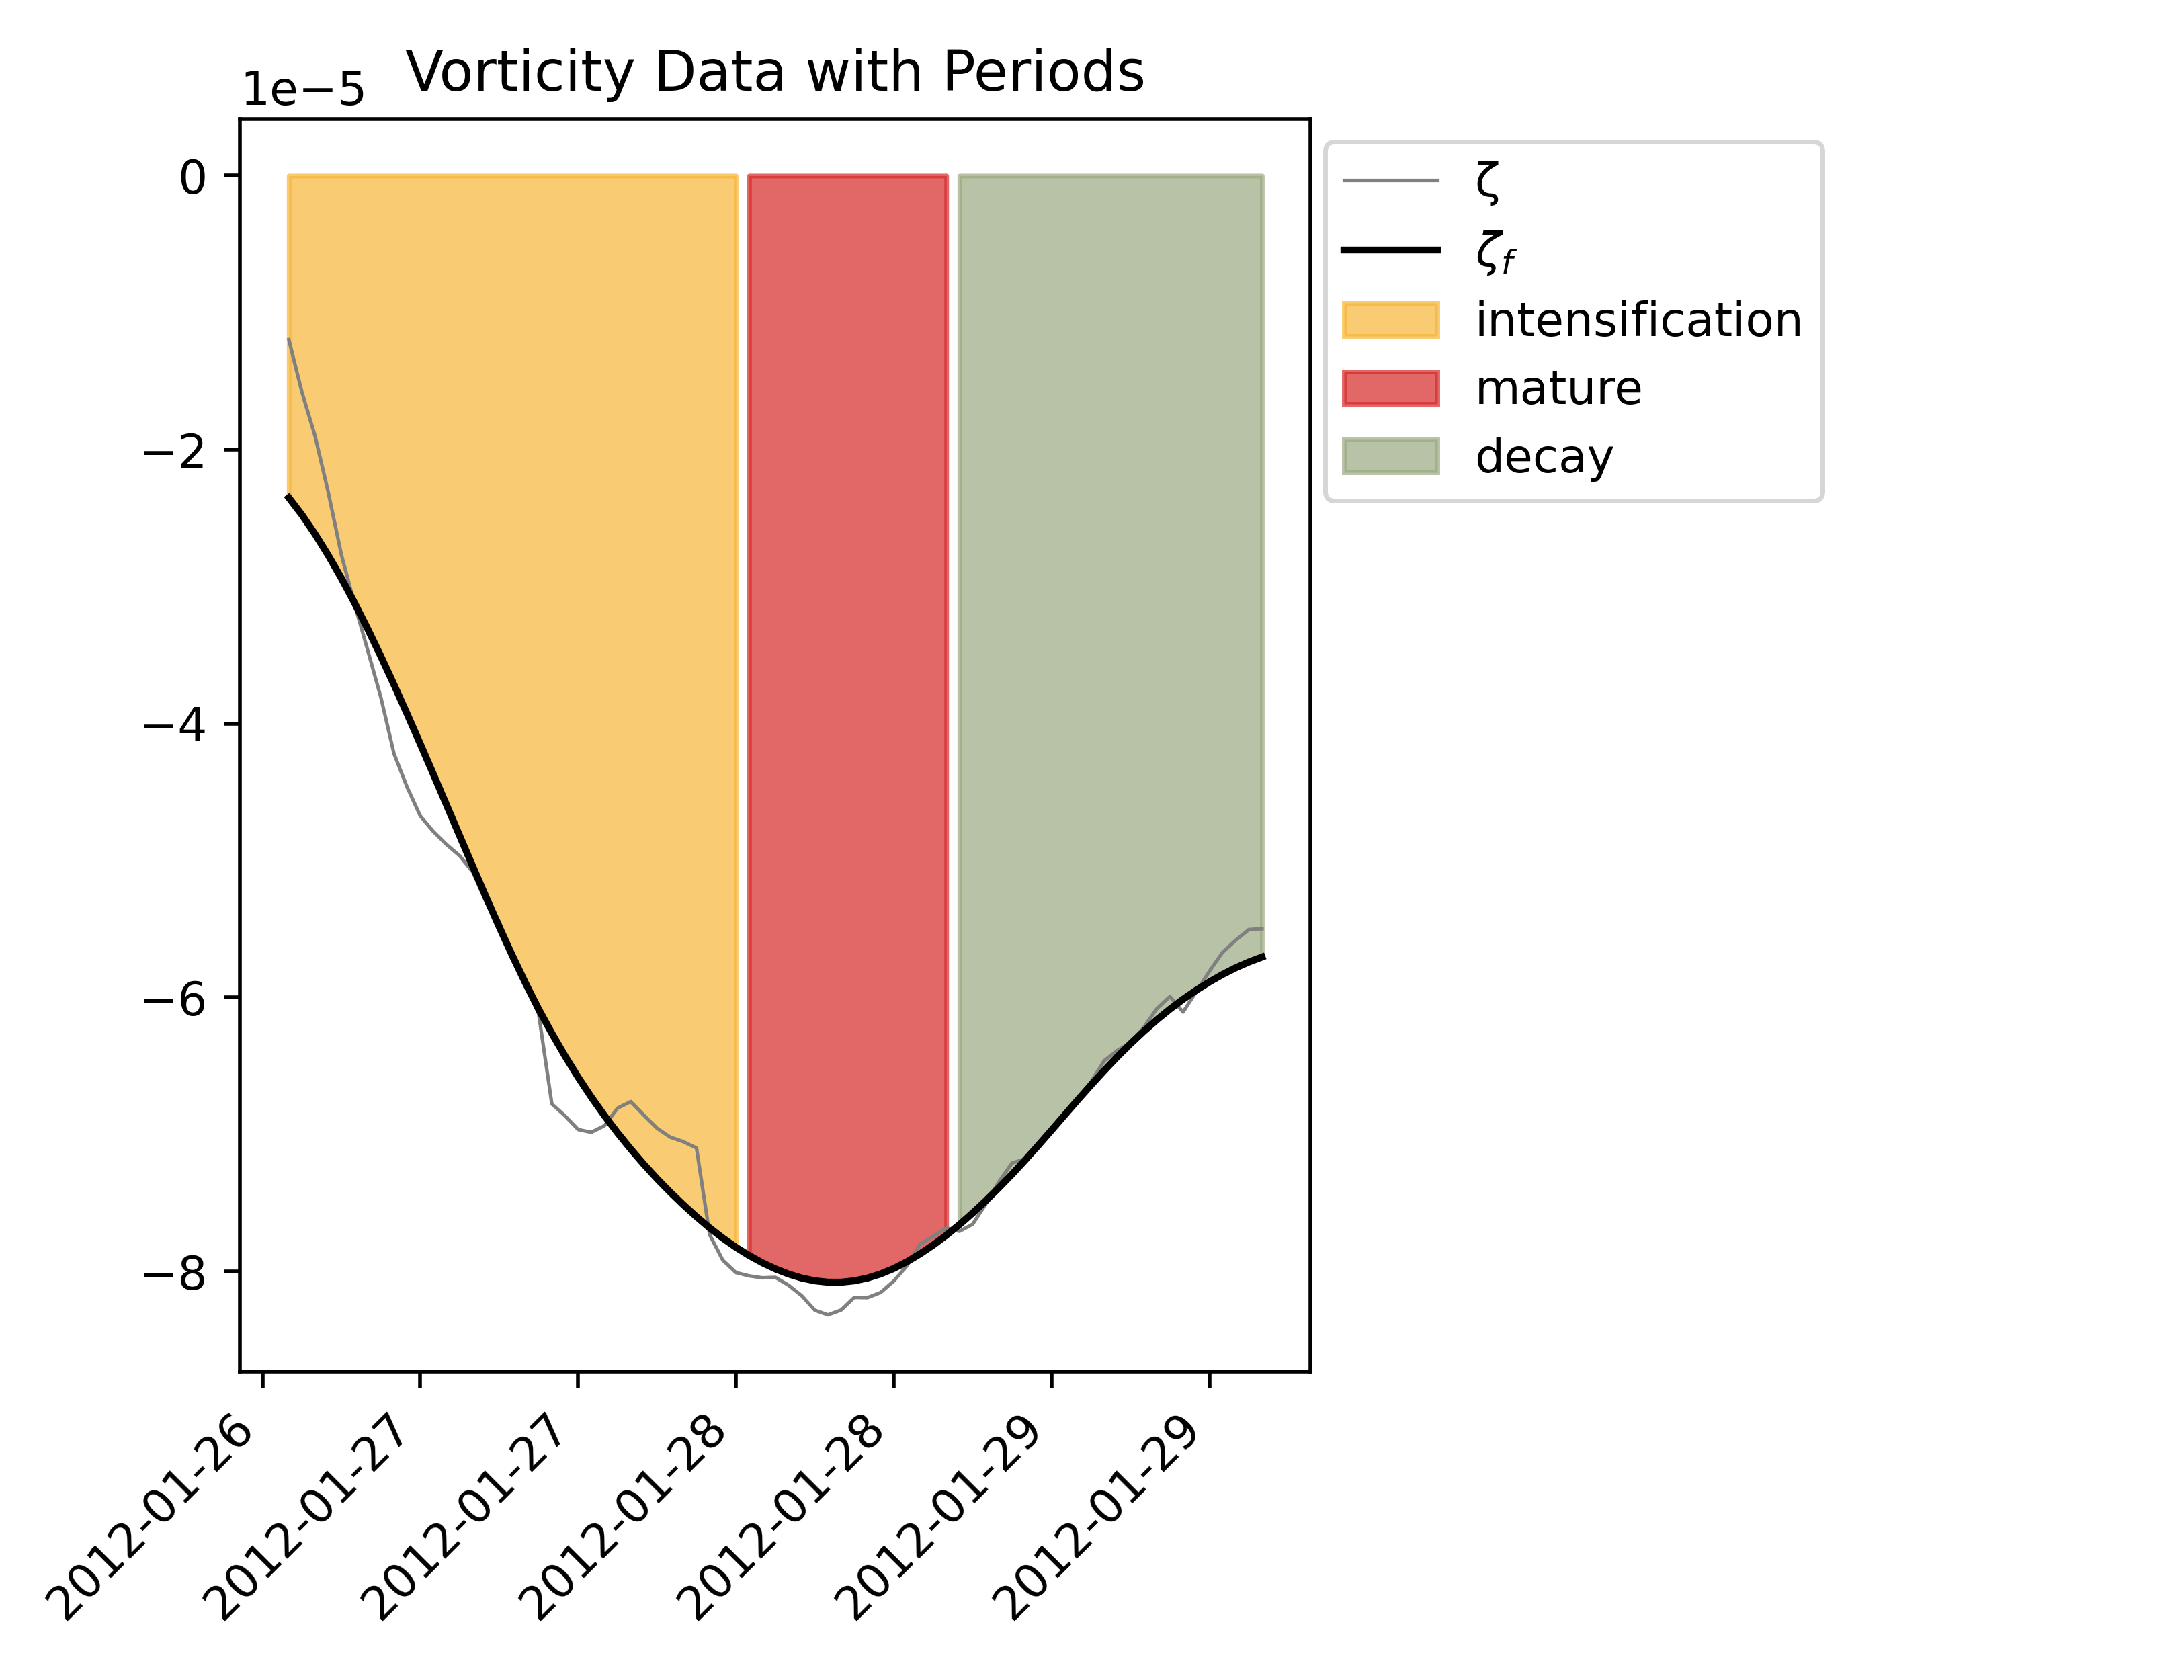 Vorticity Data with Periods
1e−5
0
−2
−4
−6
−8
2012-01-26
2012-01-27
2012-01-27
2012-01-28
2012-01-28
2012-01-29
2012-01-29
ζ
ζf
intensification
mature
decay